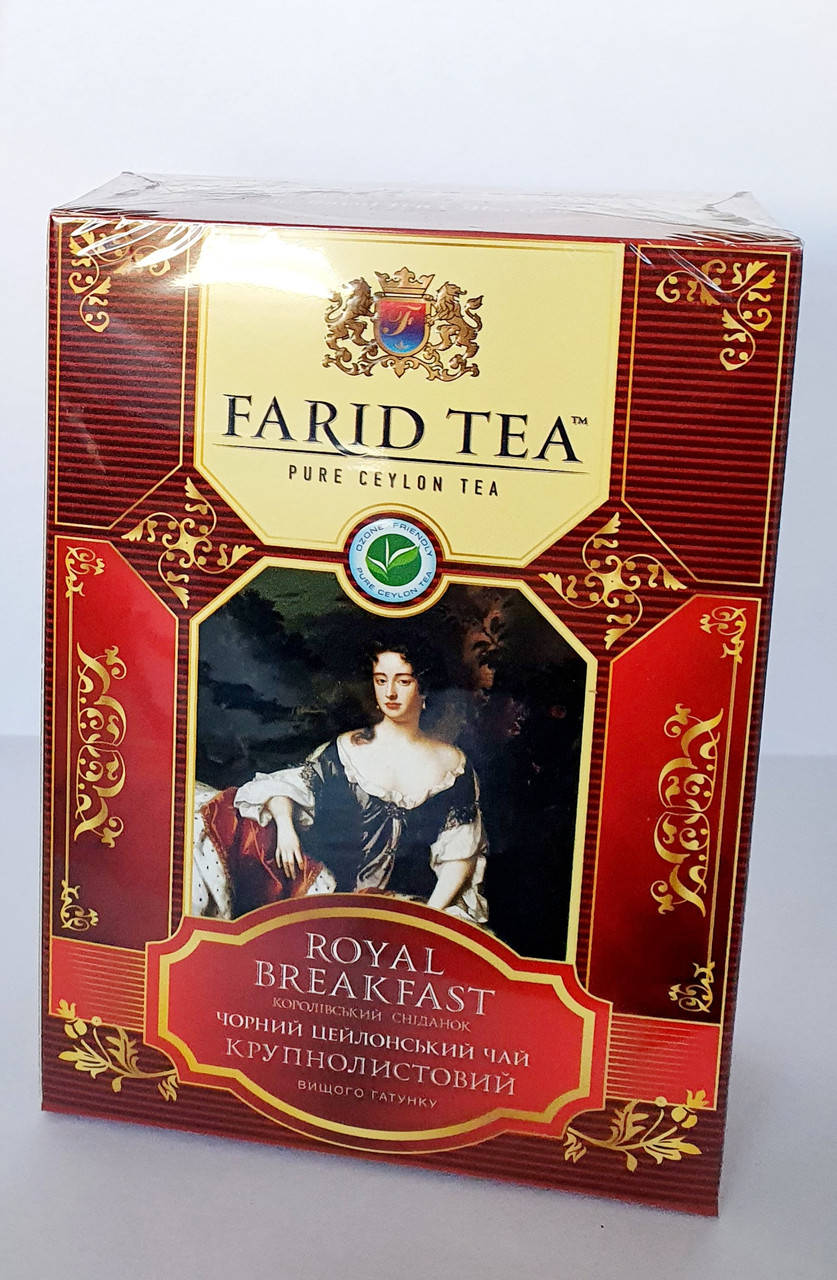 F
FARID TEA™
PURE CEYLON TEA
OZONE FRIENDLY
PURE CEYLON TEA
ROYAL
BREAKFAST
КОРОЛІВСЬКИЙ СНІДАНОК
ЧОРНИЙ ЦЕЙЛОНСЬКИЙ ЧАЙ
КРУПНОЛИСТОВИЙ
ВИЩОГО ГАТУНКУ